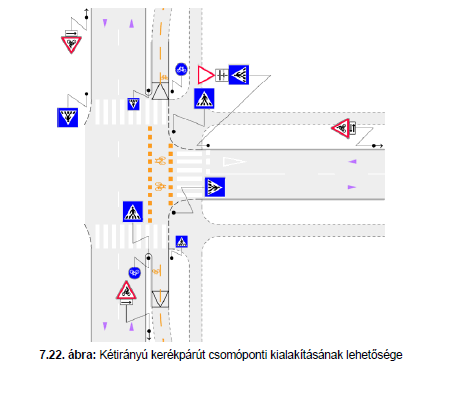 7.22. ábra: Kétirányú kerékpárút csomóponti kialakításának lehetősége